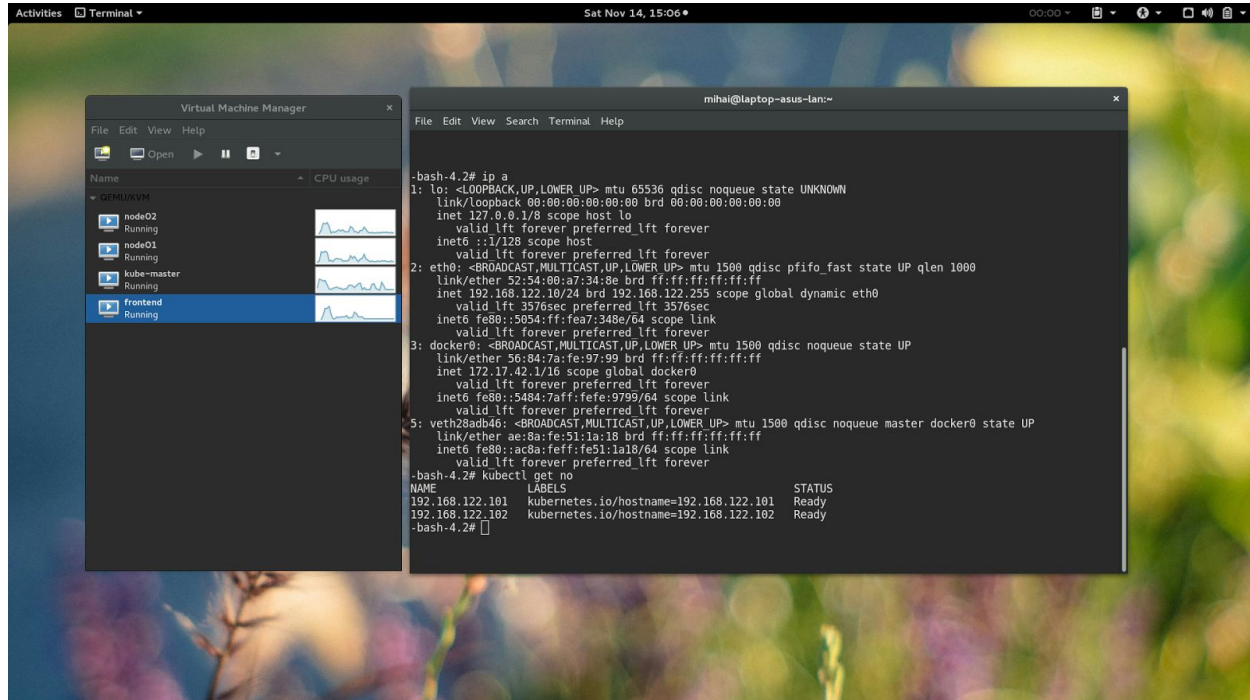 Activities Terminal Sat Nov 14, 15:06 00:00
Virtual Machine Manager
File Edit View Help
Open
Name CPU usage
QEMU/KVM
node02
Running
node01
Running
kube-master
Running
frontend
Running
mihai@laptop-asus-lan:~
File Edit View Search Terminal Help
-bash-4.2# ip a
1: lo: <LOOPBACK,UP,LOWER_UP> mtu 65536 qdisc noqueue state UNKNOWN
link/loopback 00:00:00:00:00:00 brd 00:00:00:00:00:00
inet 127.0.0.1/8 scope host lo
valid_lft forever preferred_lft forever
inet6 ::1/128 scope host
valid_lft forever preferred_lft forever
2: eth0: <BROADCAST,MULTICAST,UP,LOWER_UP> mtu 1500 qdisc pfifo_fast state UP qlen 1000
link/ether 52:54:00:a7:34:8e brd ff:ff:ff:ff:ff:ff
inet 192.168.122.10/24 brd 192.168.122.255 scope global dynamic eth0
valid_lft 3576sec preferred_lft 3576sec
inet6 fe80::5054:ff:fea7:348e/64 scope link
valid_lft forever preferred_lft forever
3: docker0: <BROADCAST,MULTICAST,UP,LOWER_UP> mtu 1500 qdisc noqueue state UP
link/ether 56:84:7a:fe:97:99 brd ff:ff:ff:ff:ff:ff
inet 172.17.42.1/16 scope global docker0
valid_lft forever preferred_lft forever
inet6 fe80::5484:7aff:fefe:9799/64 scope link
valid_lft forever preferred_lft forever
5: veth28adb46: <BROADCAST,MULTICAST,UP,LOWER_UP> mtu 1500 qdisc noqueue master docker0 state UP
link/ether ae:8a:fe:51:1a:18 brd ff:ff:ff:ff:ff:ff
inet6 fe80::ac8a:feff:fe51:1a18/64 scope link
valid_lft forever preferred_lft forever
-bash-4.2# kubectl get no
NAME LABELS STATUS
192.168.122.101 kubernetes.io/hostname=192.168.122.101 Ready
192.168.122.102 kubernetes.io/hostname=192.168.122.102 Ready
-bash-4.2#